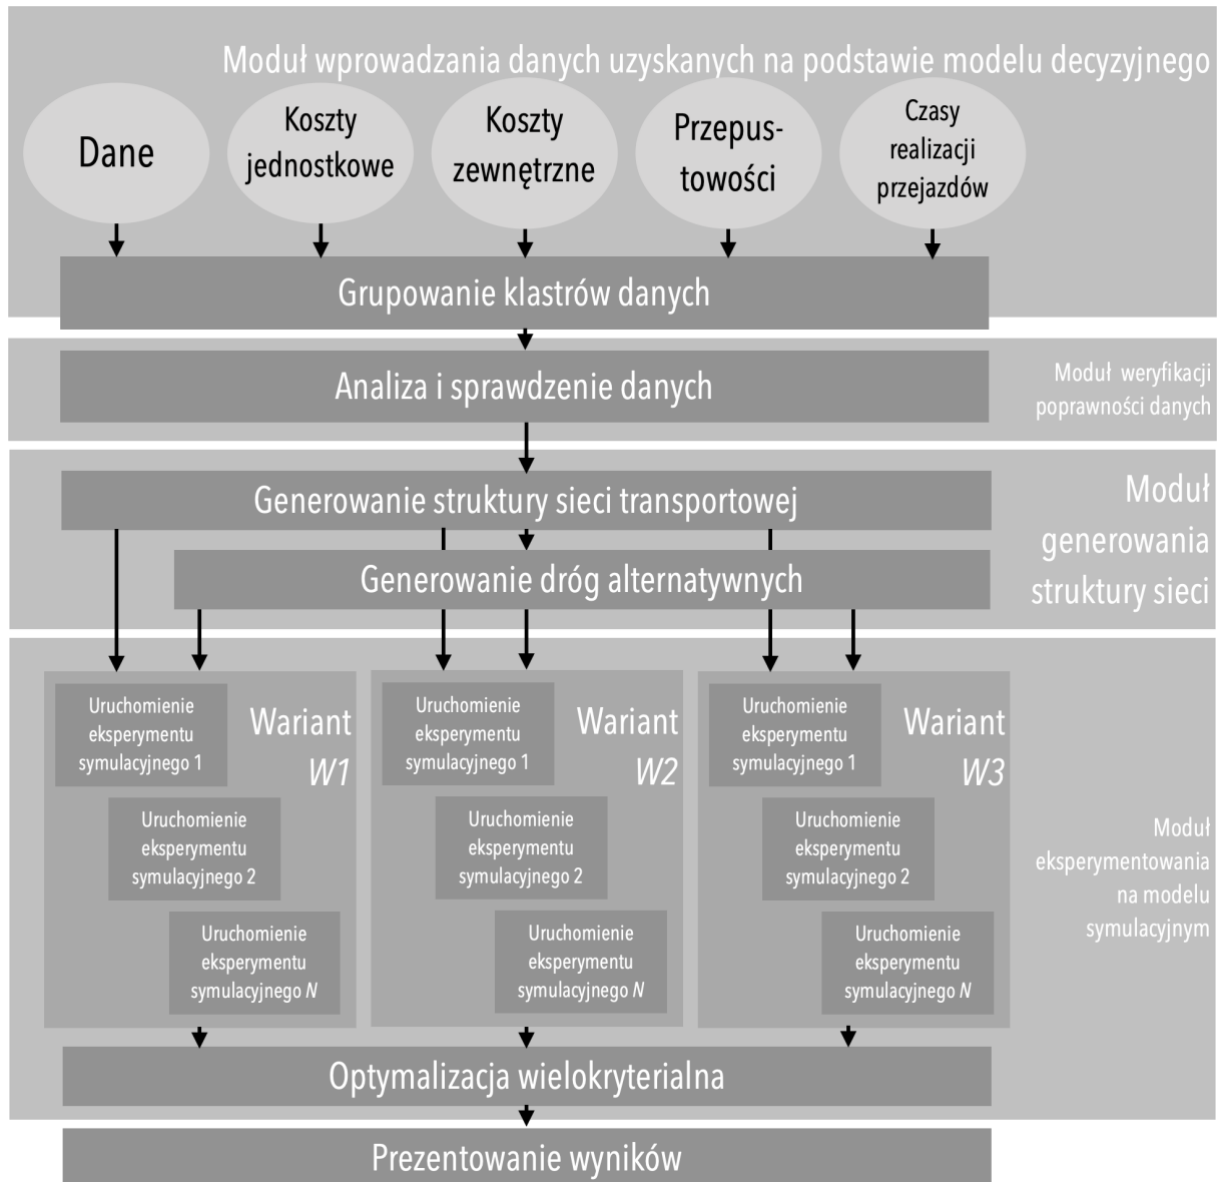 Moduł wprowadzania danych uzyskanych na podstawie modelu decyzyjnego
Dane
Koszty
jednostkowe
Koszty
zewnętrzne
Przepus-
towości
Czasy
realizacji
przejazdów
Grupowanie klastrów danych
Analiza i sprawdzenie danych
Moduł weryfikacji
poprawności danych
Generowanie struktury sieci transportowej
Generowanie dróg alternatywnych
Moduł
generowania
struktury sieci
Uruchomienie
eksperymentu
symulacyjnego 1
Wariant
W1
Uruchomienie
eksperymentu
symulacyjnego 2
Uruchomienie
eksperymentu
symulacyjnego N
Uruchomienie
eksperymentu
symulacyjnego 1
Wariant
W2
Uruchomienie
eksperymentu
symulacyjnego 2
Uruchomienie
eksperymentu
symulacyjnego N
Uruchomienie
eksperymentu
symulacyjnego 1
Wariant
W3
Uruchomienie
eksperymentu
symulacyjnego 2
Uruchomienie
eksperymentu
symulacyjnego N
Moduł
eksperymentowania
na modelu
symulacyjnym
Optymalizacja wielokryterialna
Prezentowanie wyników